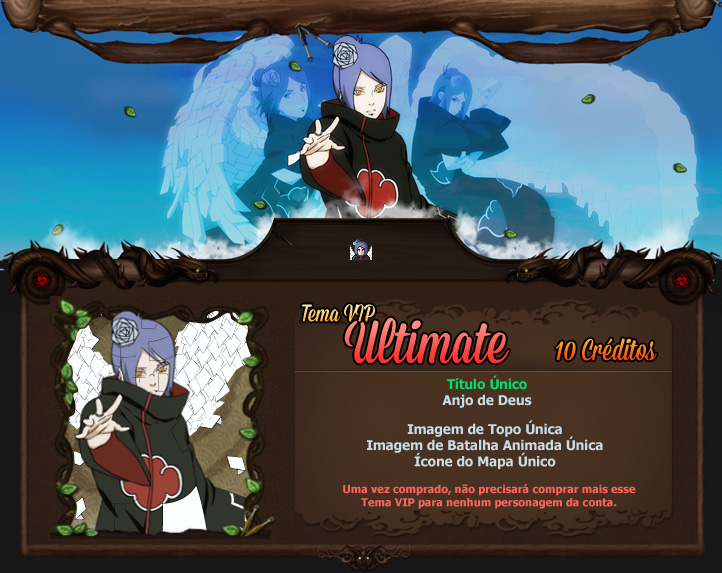 Tema VIP
Ultimate
10 Créditos
Título Único
Anjo de Deus
Imagem de Topo Única
Imagem de Batalha Animada Única
Ícone do Mapa Único
Uma vez comprado, não precisará comprar mais esse
Tema VIP para nenhum personagem da conta.